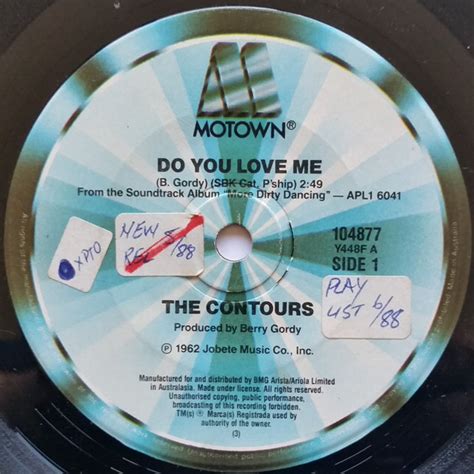 MOTOWN®
DO YOU LOVE ME
(B. Gordy) (SBK Cat. P'ship) 2:49
From the Soundtrack Album "More Dirty Dancing" — APL1 6041
104877
Y448F A
SIDE 1
xPTO
NEW &
REL /88
PLAY
LIST 6/88
THE CONTOURS
Produced by Berry Gordy
℗ 1962 Jobete Music Co., Inc.
Manufactured for and distributed by BMG Arista/Ariola Limited
in Australasia. Made under license. All rights reserved.
Unauthorised copying, public performance,
broadcasting of this recording forbidden.
TM(s) ® Marca(s) Registrada used by
authority of the owner.
(3)
Made in Australia